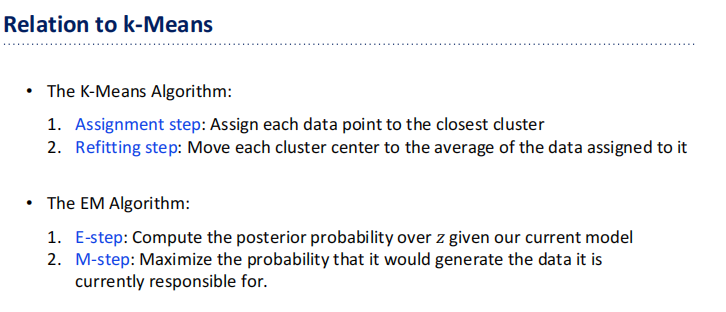 Relation to k-Means
• The K-Means Algorithm:
1. Assignment step: Assign each data point to the closest cluster
2. Refitting step: Move each cluster center to the average of the data assigned to it
• The EM Algorithm:
1. E-step: Compute the posterior probability over z given our current model
2. M-step: Maximize the probability that it would generate the data it is
currently responsible for.